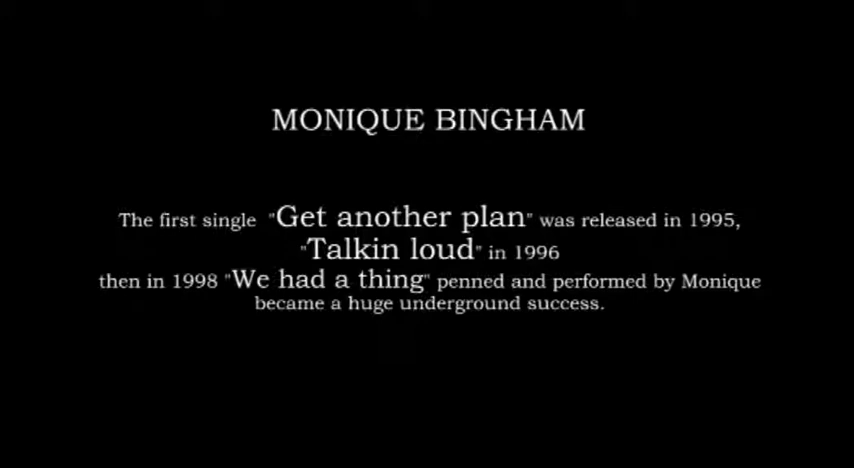 MONIQUE BINGHAM
The first single "Get another plan" was released in 1995,
"Talkin loud" in 1996
then in 1998 "We had a thing" penned and performed by Monique
became a huge underground success.